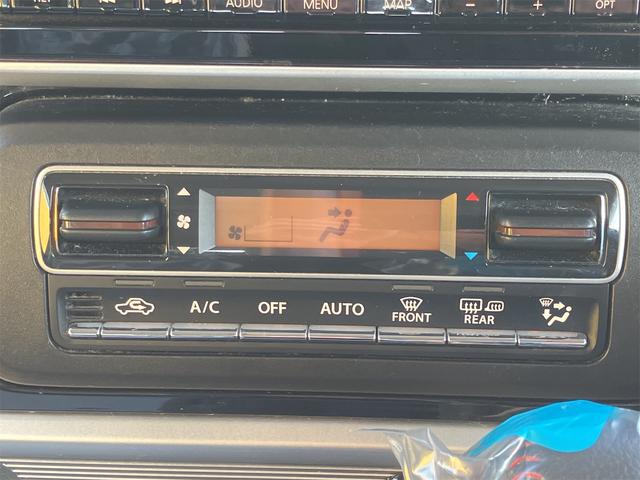 AUDIO MENU MAP - + OPT
A/C OFF AUTO FRONT REAR